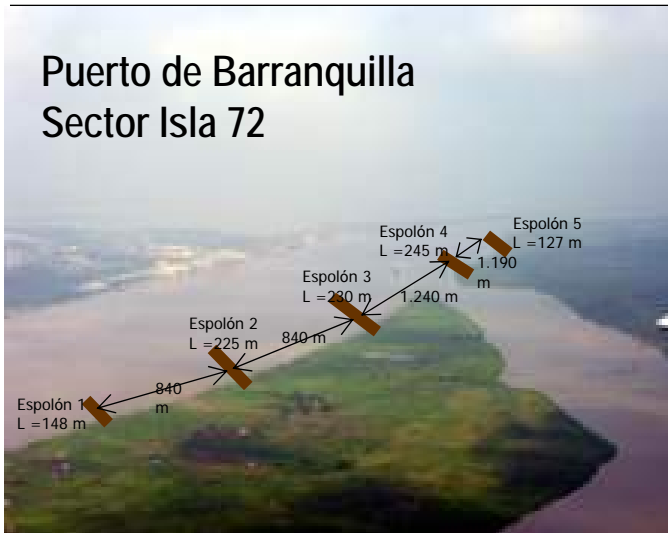 Puerto de Barranquilla
Sector Isla 72
Espolón 5
L =127 m
Espolón 4
L =245 m
1.190
m
Espolón 3
L =230 m
1.240 m
Espolón 2
L =225 m
840 m
840
m
Espolón 1
L =148 m